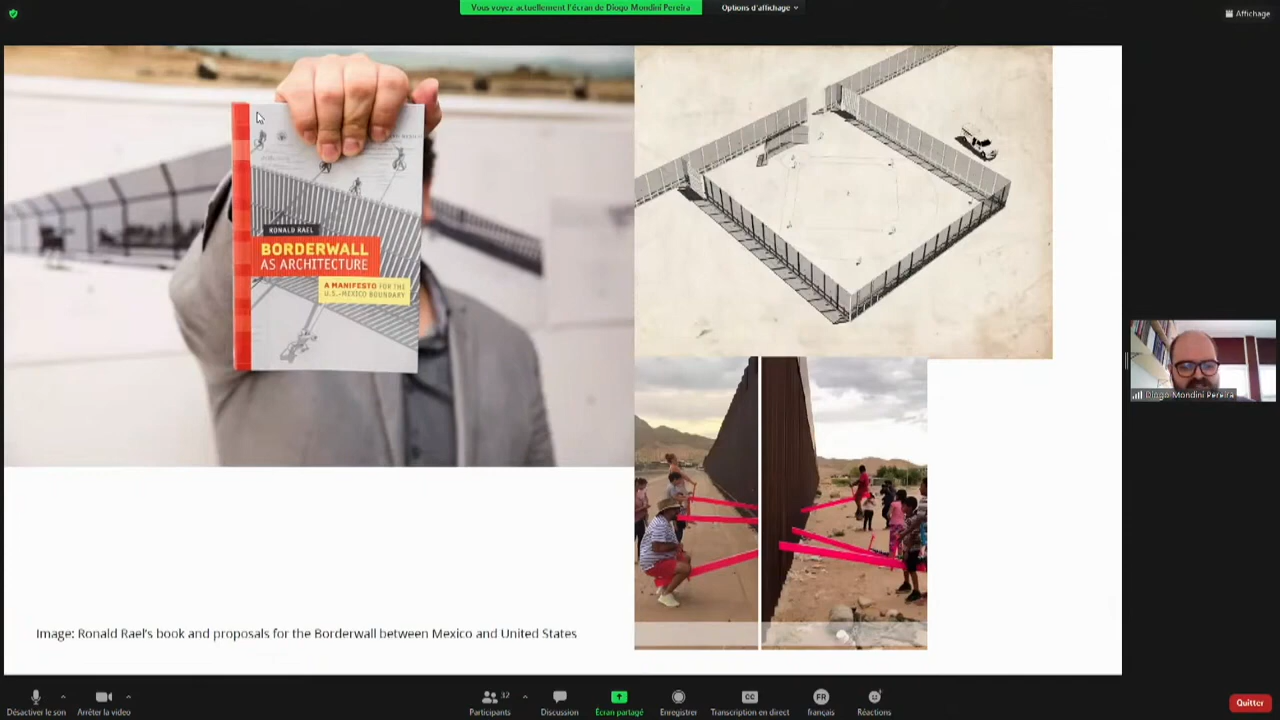 Vous voyez actuellement l'écran de Diogo Mondini Pereira
Options d'affichage
Affichage
RONALD RAEL
BORDERWALL
AS ARCHITECTURE
A MANIFESTO FOR THE
U.S.-MEXICO BOUNDARY
Diogo Mondini Pereira
Image: Ronald Rael's book and proposals for the Borderwall between Mexico and United States
32
CC
FR
Désactiver le son
Arrêter la vidéo
Participants
Discussion
Écran partagé
Enregistrer
Transcription en direct
français
Réactions
Quitter